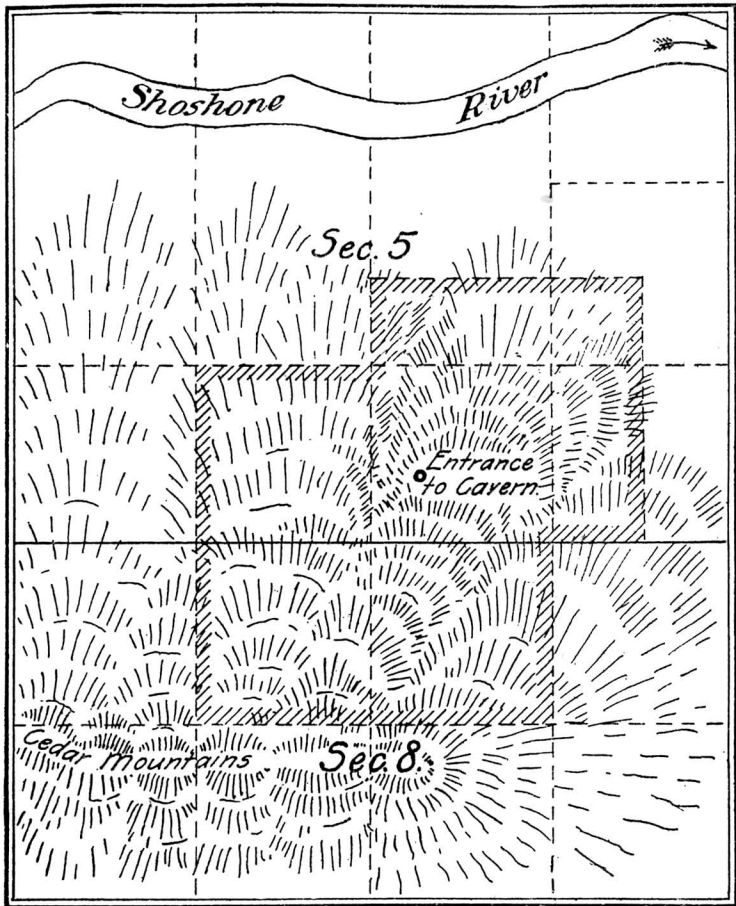 Shoshone River
Sec. 5
Entrance
to Cavern.
Cedar Mountains
Sec. 8.